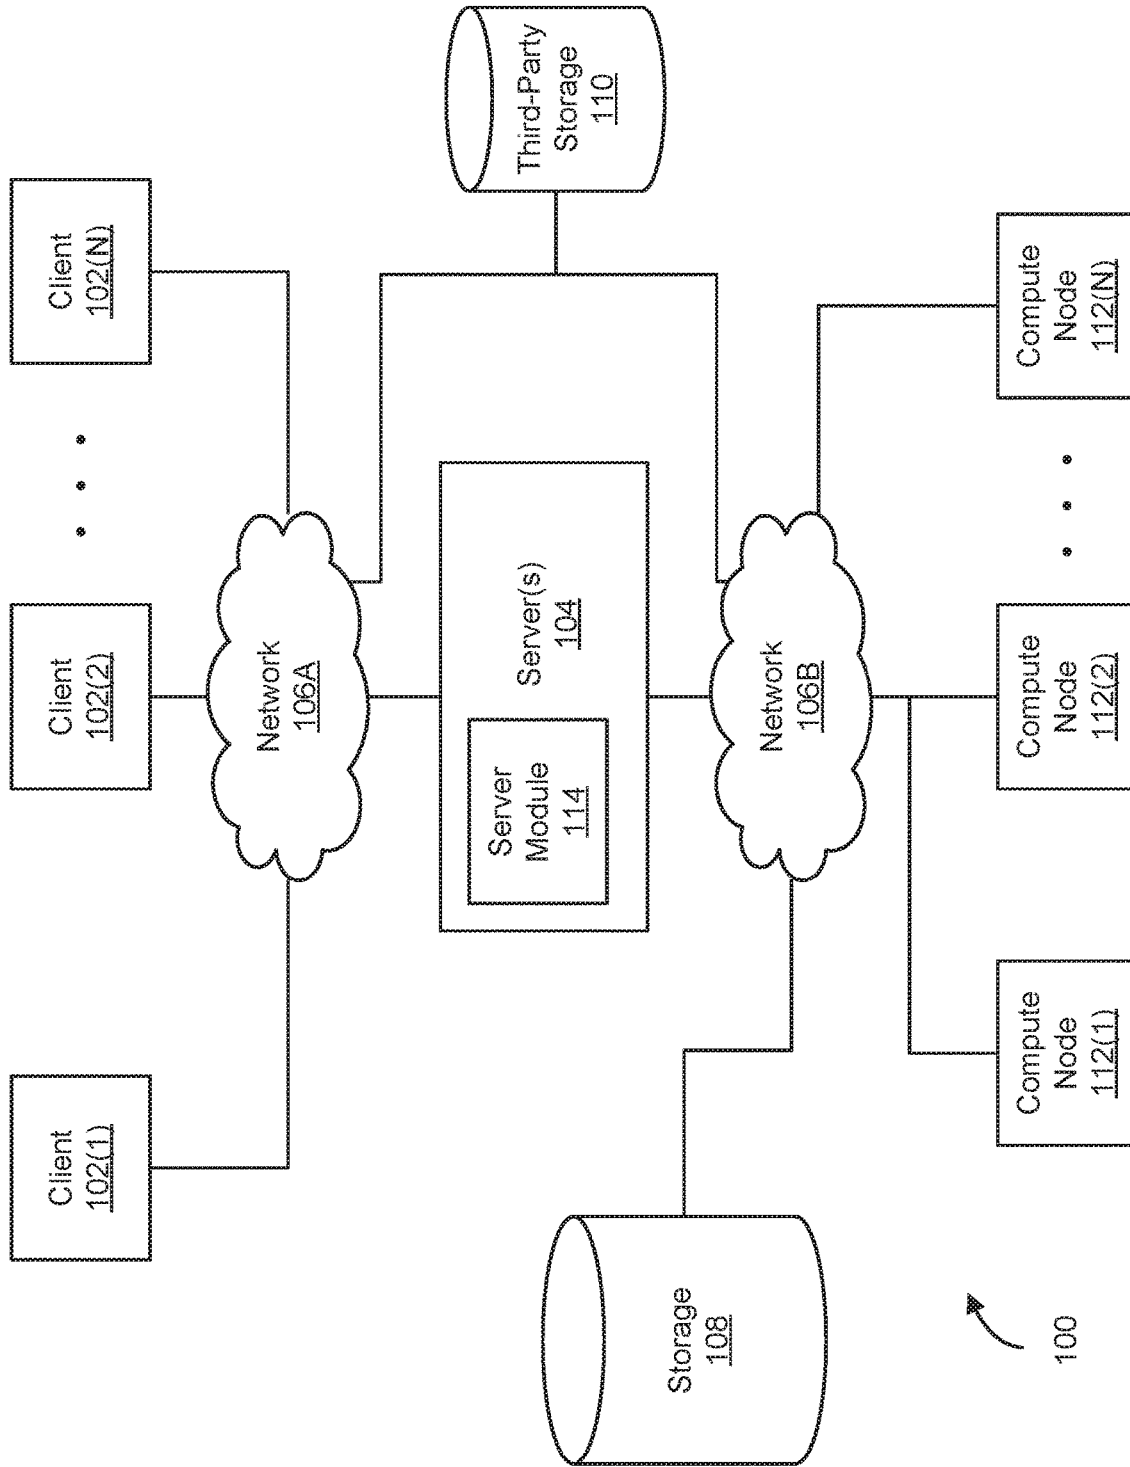 Client
102(1)
Client
102(2)
Client
102(N)
Network
106A
Server(s)
104
Server
Module
114
Third-Party
Storage
110
Network
106B
Storage
108
Compute
Node
112(1)
Compute
Node
112(2)
Compute
Node
112(N)
100